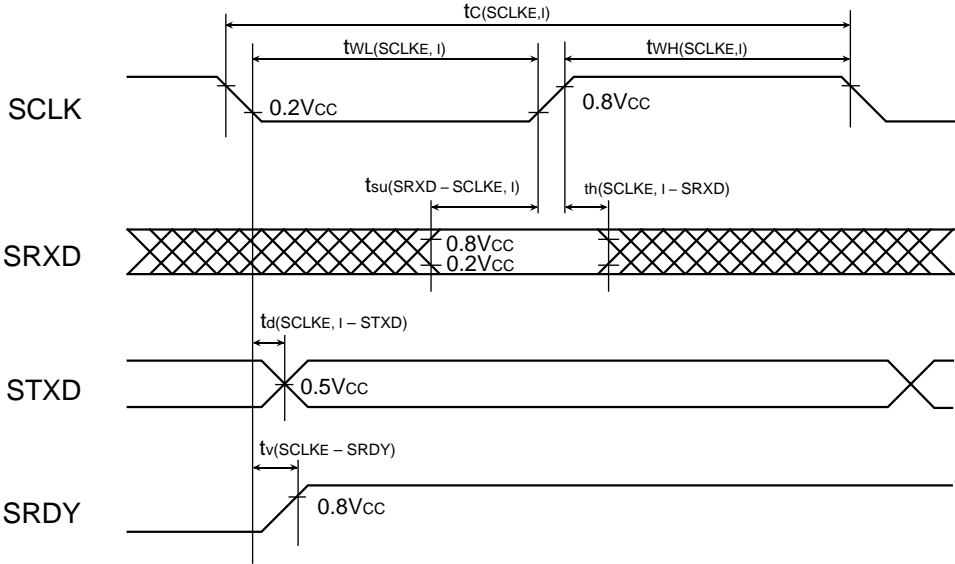 tC(SCLKE,I)
tWL(SCLKE, I)
tWH(SCLKE,I)
SCLK
0.2VCC
0.8VCC
tsu(SRXD – SCLKE, I)
th(SCLKE, I – SRXD)
SRXD
0.8VCC
0.2VCC
td(SCLKE, I – STXD)
STXD
0.5VCC
tv(SCLKE – SRDY)
SRDY
0.8VCC